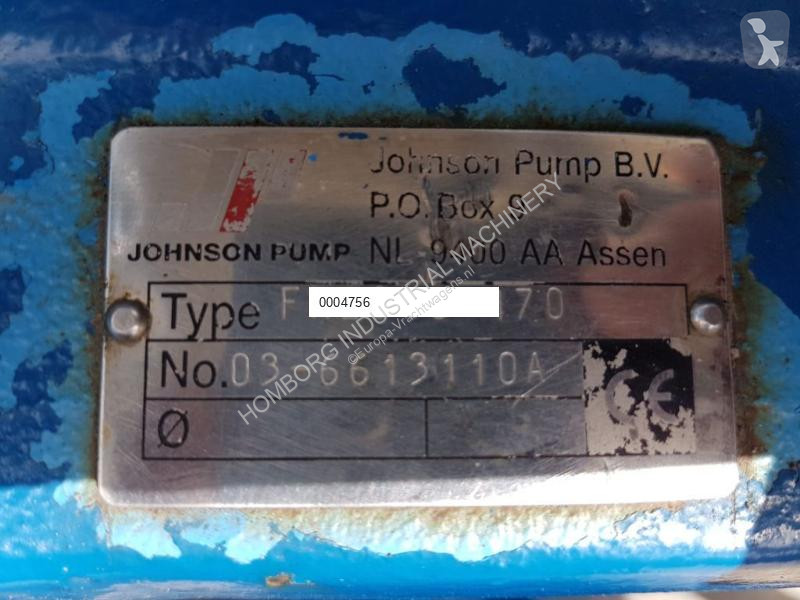 Johnson Pump B.V.
P.O. Box 9
JOHNSON PUMP NL-9400 AA Assen
Type F 0004756 70
No. 03 6613110A CE
Ø
HOMBORG INDUSTRIAL MACHINERY
©Europa-Vrachtwagens.nl